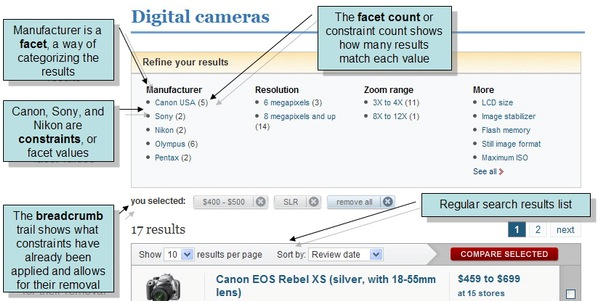 Digital cameras
Manufacturer is a
facet, a way of
categorizing the
results
The facet count or
constraint count shows
how many results
match each value
Refine your results
Canon, Sony, and
Nikon are
constraints, or
facet values
Manufacturer
Canon USA (5)
Sony (2)
Nikon (2)
Olympus (6)
Pentax (2)
Resolution
6 megapixels (3)
8 megapixels and up
(14)
Zoom range
3X to 4X (11)
8X to 12X (1)
More
LCD size
Image stabilizer
Flash memory
Still image format
Maximum ISO
See all
The breadcrumb
trail shows what
constraints have
already been
applied and allows
for their removal
you selected: $400 - $500 SLR remove all
Regular search results list
17 results
1 2 next
Show 10 results per page Sort by: Review date COMPARE SELECTED
Canon EOS Rebel XS (silver, with 18-55mm
lens)
$459 to $699
at 15 stores